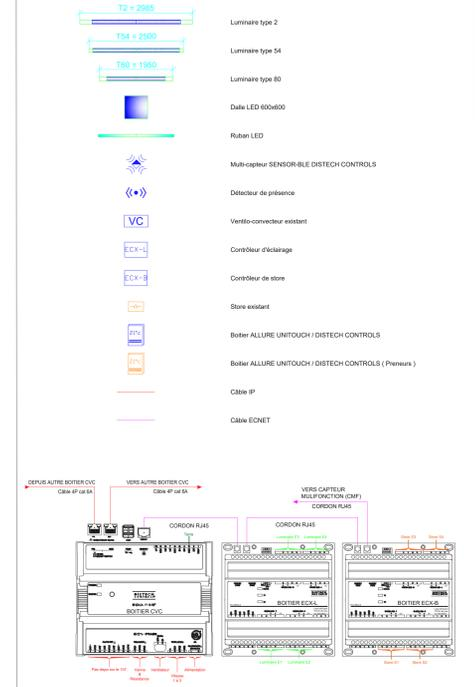 T2 = 2985
Luminaire type 2
T54 = 2500
Luminaire type 54
T80 = 1950
Luminaire type 80
Dalle LED 600x600
Ruban LED
Multi-capteur SENSOR-BLE DISTECH CONTROLS
Détecteur de présence
VC
Ventilo-convecteur existant
ECX-L
Contrôleur d'éclairage
ECX-B
Contrôleur de store
Store existant
Boitier ALLURE UNITOUCH / DISTECH CONTROLS
Boitier ALLURE UNITOUCH / DISTECH CONTROLS ( Preneurs )
Câble IP
Câble ECNET
DEPUIS AUTRE BOITIER CVC
Câble 4P cat 6A
VERS AUTRE BOITIER CVC
Câble 4P cat 6A
VERS CAPTEUR
MULIFONCTION (CMF)
CORDON RJ45
CORDON RJ45
CORDON RJ45
BOITIER CVC
BOITIER ECX-L
BOITIER ECX-B
Ventilateur
Alimentation